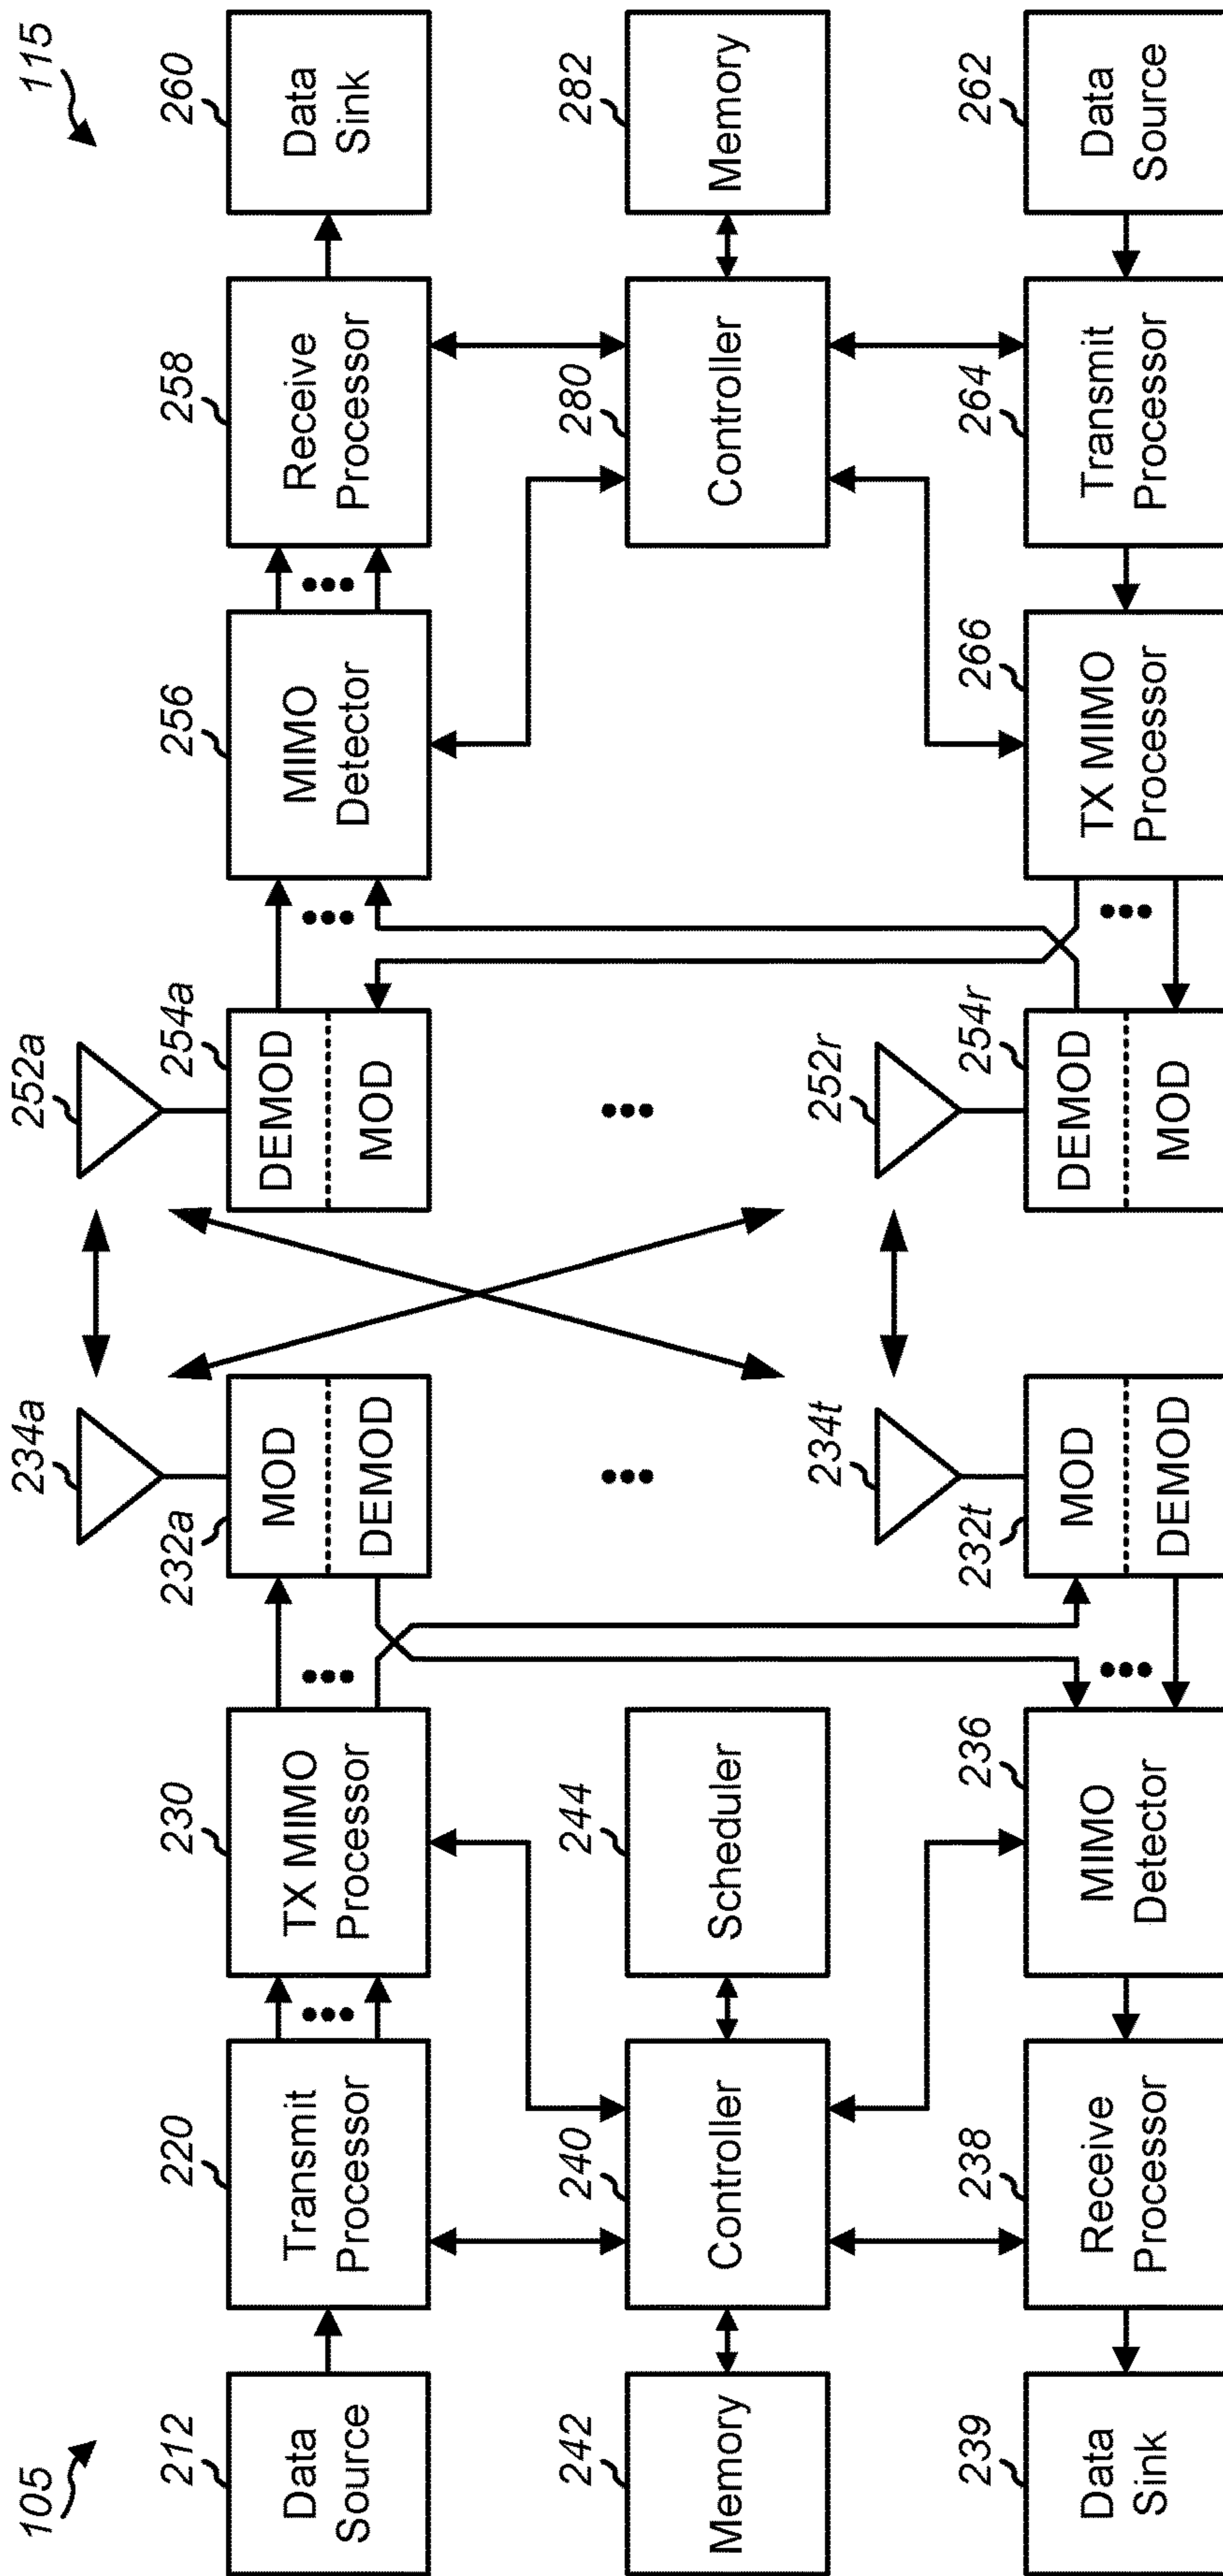 105
212
Data
Source
220
Transmit
Processor
230
TX MIMO
Processor
232a
MOD
DEMOD
234a
252a
254a
DEMOD
MOD
256
MIMO
Detector
258
Receive
Processor
260
Data
Sink
115
242
Memory
240
Controller
244
Scheduler
280
Controller
282
Memory
239
Data
Sink
238
Receive
Processor
236
MIMO
Detector
232t
MOD
DEMOD
234t
252r
254r
DEMOD
MOD
266
TX MIMO
Processor
264
Transmit
Processor
262
Data
Source